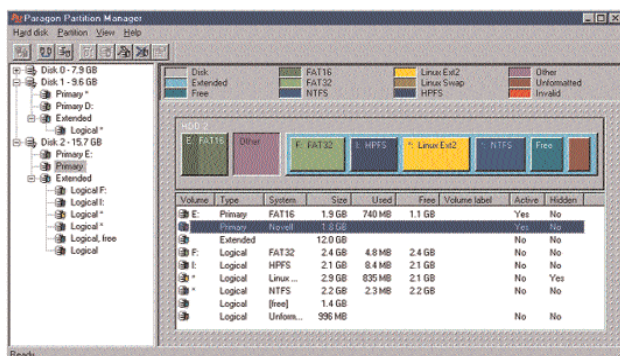 Paragon Partition Manager
Hard disk Partition View Help
Disk 0 - 7.9 GB
Disk 1 - 9.6 GB
Primary *
Primary D:
Extended
Logical *
Disk 2 - 15.7 GB
Primary E:
Primary
Extended
Logical F:
Logical I:
Logical *
Logical *
Logical, free
Logical
Disk FAT16 Linux Ext2 Other
Extended FAT32 Linux Swap Unformatted
Free NTFS HPFS Invalid
HDD 2
E: FAT16 Other F: FAT32 I: HPFS *: Linux Ext2 *: NTFS Free
Volume Type System Size Used Free Volume label Active Hidden
E: Primary FAT16 1.9 GB 740 MB 1.1 GB Yes No
Primary Novell 1.8 GB Yes No
Extended 12.0 GB No No
F: Logical FAT32 2.4 GB 4.8 MB 2.4 GB No No
I: Logical HPFS 2.1 GB 8.4 MB 2.1 GB No No
* Logical Linux ... 2.9 GB 835 MB 2.1 GB No Yes
* Logical NTFS 2.2 GB 2.3 MB 2.2 GB No No
Logical [free] 1.4 GB
Logical Unform... 996 MB No No
Ready